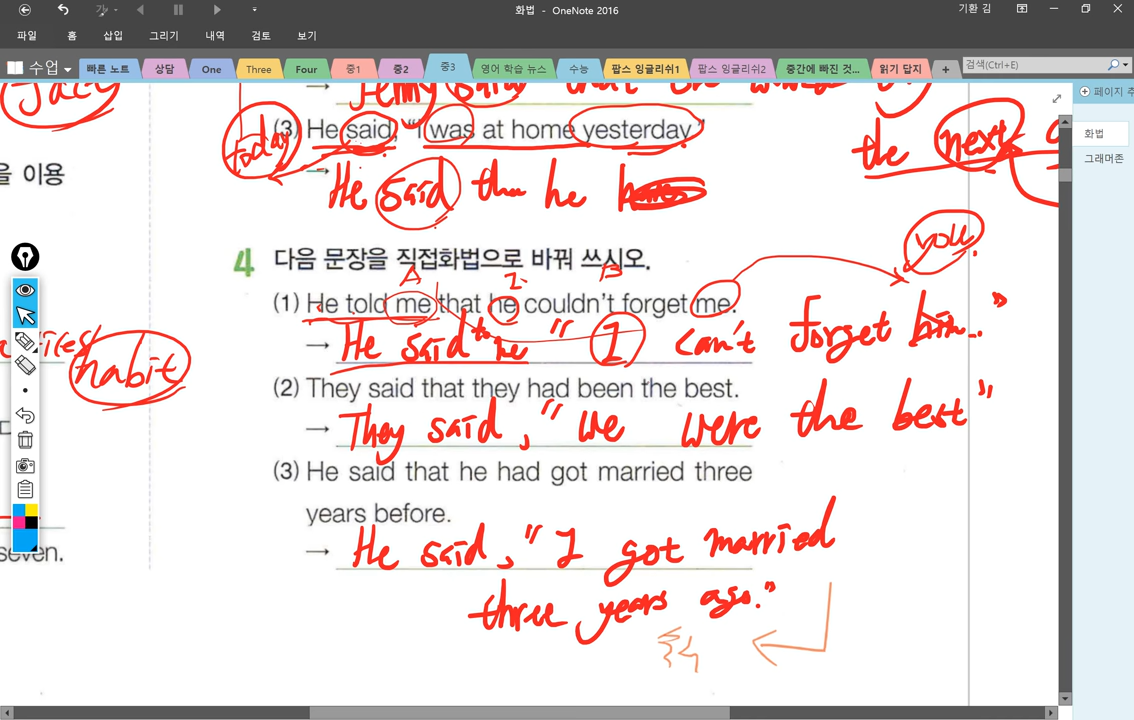 화법 - OneNote 2016
기환 김
파일 홈 삽입 그리기 내역 검토 보기
수업 빠른 노트 상담 One Three Four 중1 중2 중3 영어 학습 뉴스 수능 팝스 잉글리쉬1 팝스 잉글리쉬2 중간에 빠진 것... 읽기 답지 + 검색(Ctrl+E)
페이지 추
화법
그래머존
Jenny said that she
(3) He said, "I was at home yesterday."
today
the next
→ He said tha he
을 이용
you.
4 다음 문장을 직접화법으로 바꿔 쓰시오.
A I B
(1) He told me that he couldn't forget me.
→ He said to me " I can't forget him.."
habit
(2) They said that they had been the best.
→ They said, "We were the best"
(3) He said that he had got married three
years before.
→ He said, "I got married
three years ago."
seven.